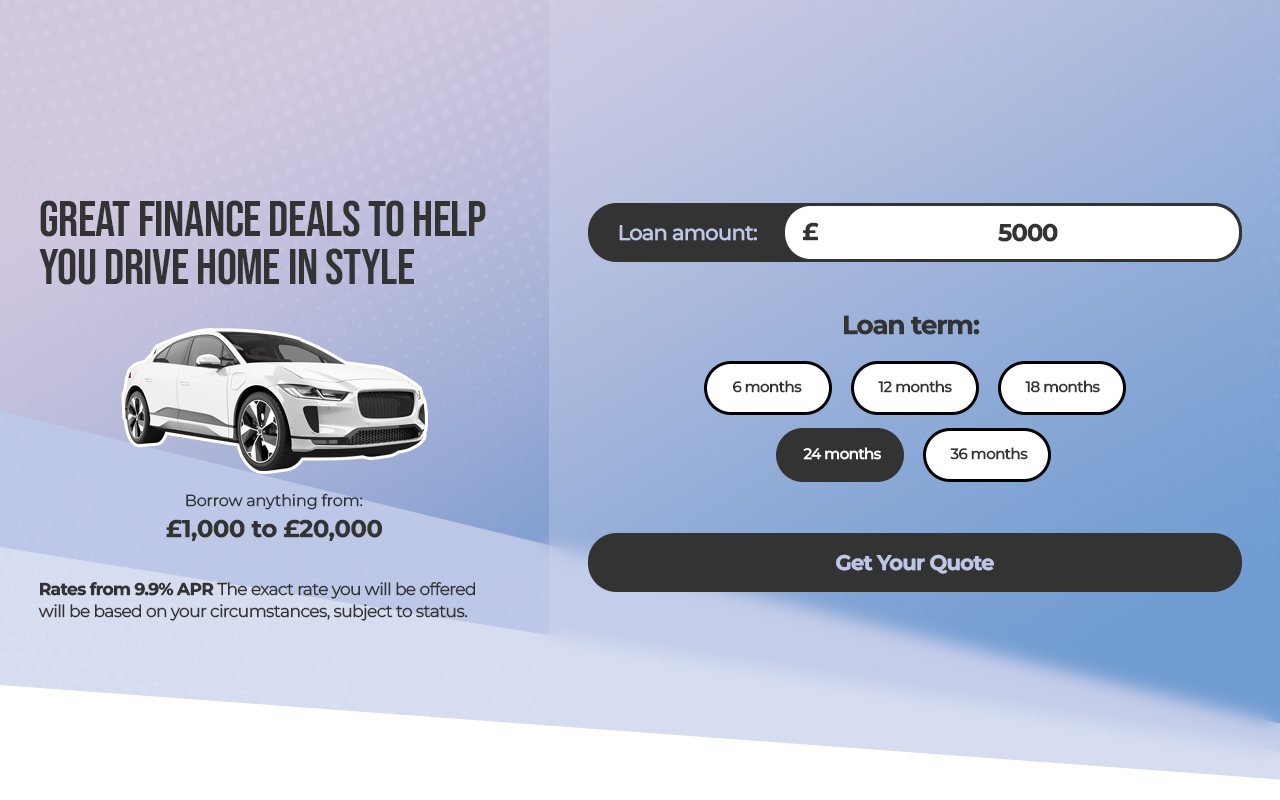 GREAT FINANCE DEALS TO HELP
YOU DRIVE HOME IN STYLE
Borrow anything from:
£1,000 to £20,000
Rates from 9.9% APR The exact rate you will be offered
will be based on your circumstances, subject to status.
Loan amount: £ 5000
Loan term:
6 months 12 months 18 months
24 months 36 months
Get Your Quote